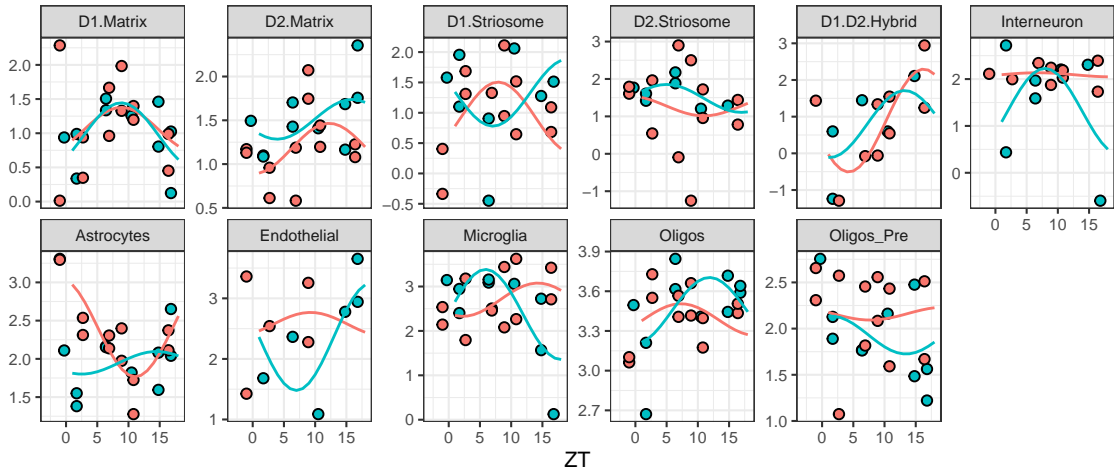 D1.Matrix D2.Matrix D1.Striosome D2.Striosome D1.D2.Hybrid Interneuron
2.0 1.5 1.0 0.5 0.0
2.0 1.5 1.0 0.5
2.0 1.5 1.0 0.5 0.0 −0.5
3 2 1 0 −1
3 2 1 0 −1
2 0
0 5 10 15
Astrocytes Endothelial Microglia Oligos Oligos_Pre
3.0 2.5 2.0 1.5
3 2 1
4 3 2 1 0
3.9 3.6 3.3 3.0 2.7
2.5 2.0 1.5 1.0
0 5 10 15
0 5 10 15
0 5 10 15
0 5 10 15
0 5 10 15
ZT